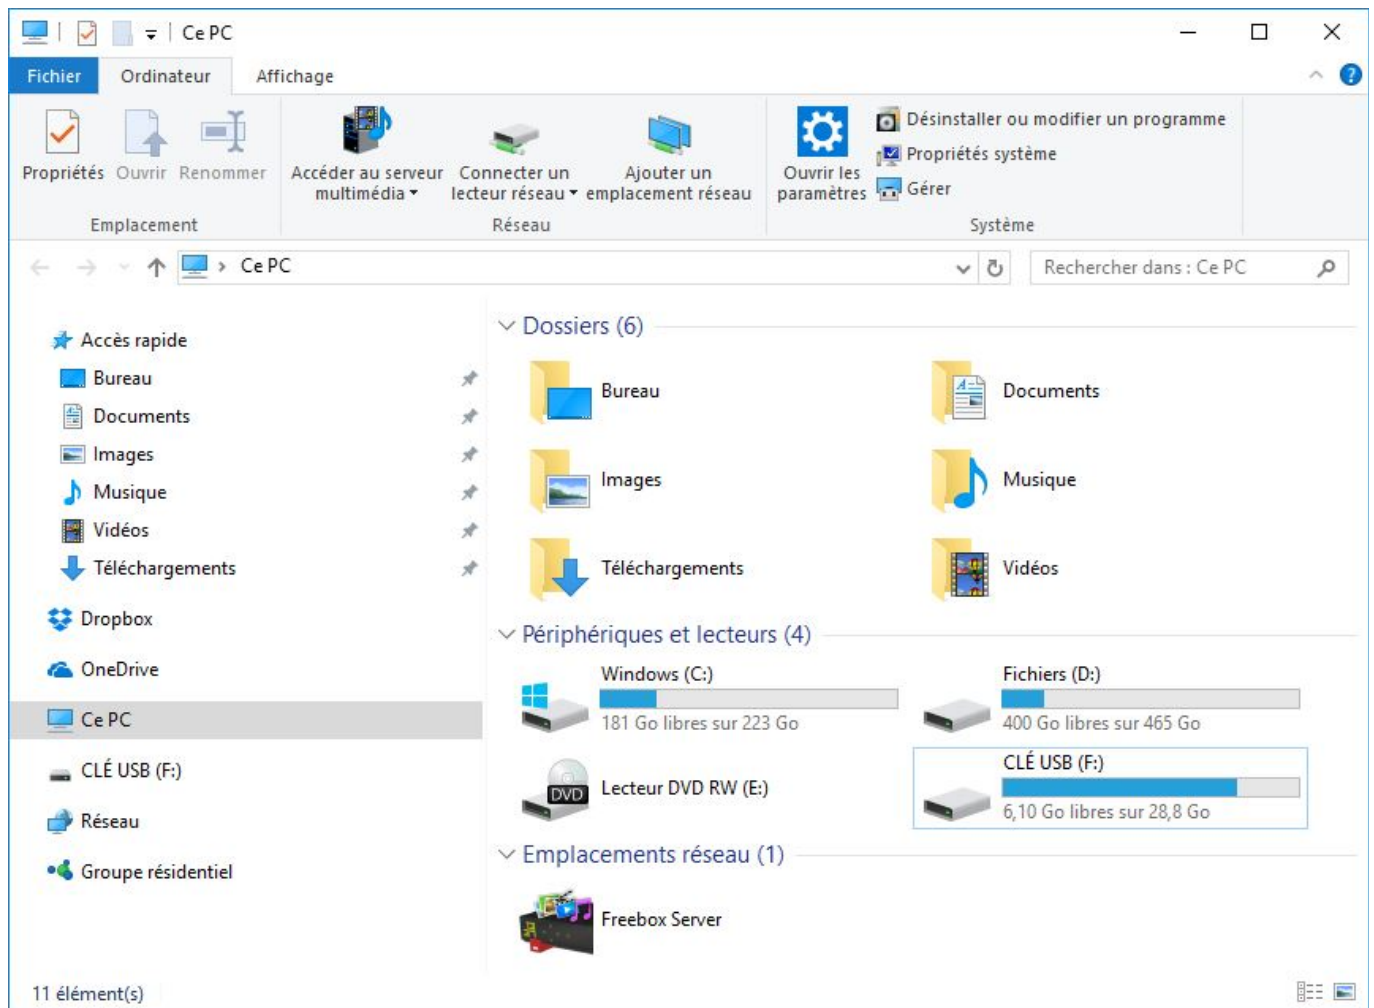 Ce PC
Fichier Ordinateur Affichage
Propriétés Ouvrir Renommer
Accéder au serveur
multimédia
Connecter un
lecteur réseau
Ajouter un
emplacement réseau
Ouvrir les
paramètres
Désinstaller ou modifier un programme
Propriétés système
Gérer
Emplacement Réseau Système
Ce PC
Rechercher dans : Ce PC
Accès rapide
Bureau
Documents
Images
Musique
Vidéos
Téléchargements
Dropbox
OneDrive
Ce PC
CLÉ USB (F:)
Réseau
Groupe résidentiel
Dossiers (6)
Bureau
Documents
Images
Musique
Téléchargements
Vidéos
Périphériques et lecteurs (4)
Windows (C:)
181 Go libres sur 223 Go
Fichiers (D:)
400 Go libres sur 465 Go
DVD
Lecteur DVD RW (E:)
CLÉ USB (F:)
6,10 Go libres sur 28,8 Go
Emplacements réseau (1)
Freebox Server
11 élément(s)